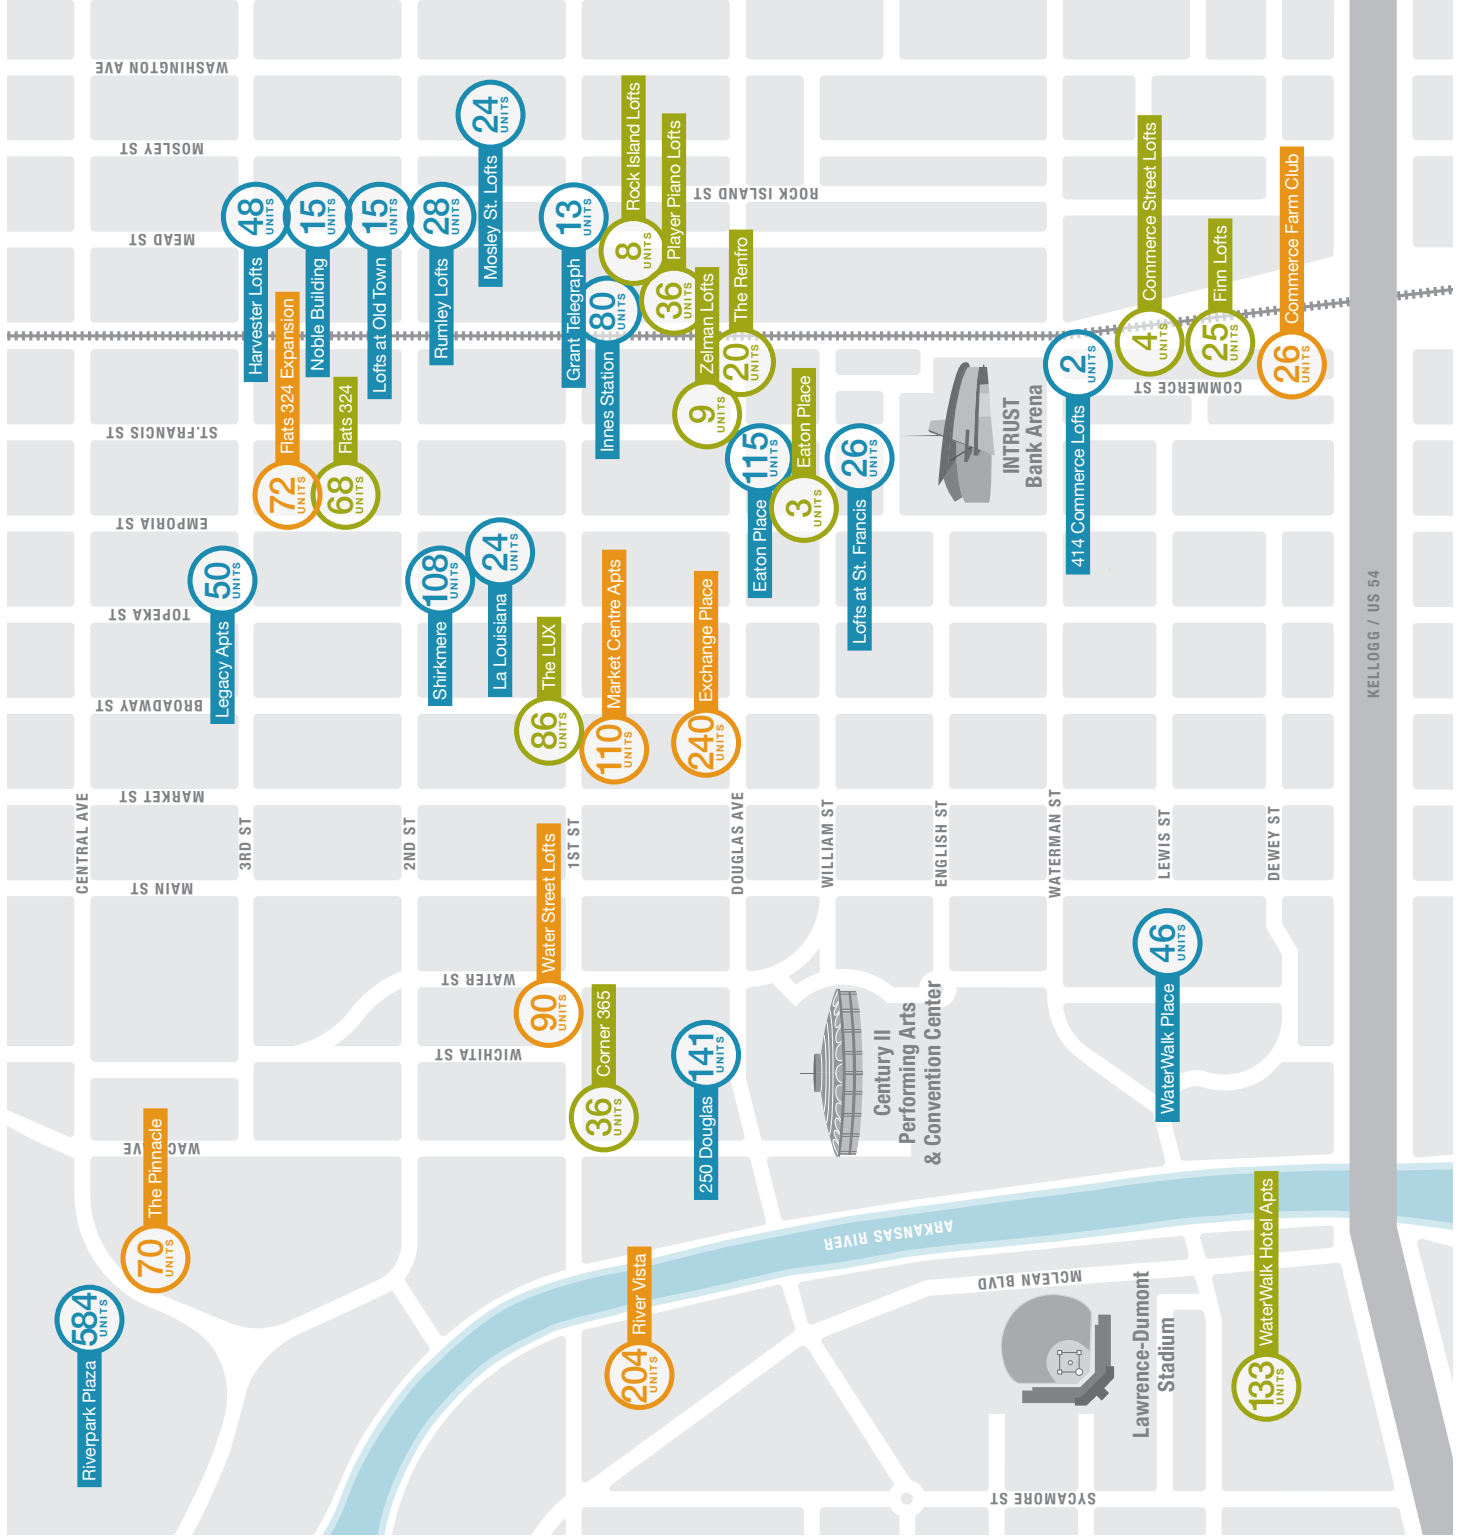 WASHINGTON AVE
MOSLEY ST
MEAD ST
ST.FRANCIS ST
EMPORIA ST
TOPEKA ST
BROADWAY ST
MARKET ST
MAIN ST
WATER ST
WICHITA ST
ROCK ISLAND ST
COMMERCE ST
MCLEAN BLVD
SYCAMORE ST
CENTRAL AVE
3RD ST
2ND ST
1ST ST
DOUGLAS AVE
WILLIAM ST
ENGLISH ST
WATERMAN ST
LEWIS ST
DEWEY ST
KELLOGG / US 54
ARKANSAS RIVER
Riverpark Plaza
584
UNITS
The Pinnacle
70
UNITS
WAC
VE
Legacy Apts
50
UNITS
Harvester Lofts
48
UNITS
Flats 324 Expansion
72
UNITS
Noble Building
15
UNITS
Flats 324
68
UNITS
Lofts at Old Town
15
UNITS
Rumley Lofts
28
UNITS
Shirkmere
108
UNITS
Mosley St. Lofts
24
UNITS
La Louisiana
24
UNITS
The LUX
86
UNITS
Water Street Lofts
90
UNITS
Grant Telegraph
13
UNITS
Innes Station
80
UNITS
Market Centre Apts
110
UNITS
Corner 365
36
UNITS
Rock Island Lofts
8
UNITS
River Vista
204
UNITS
Player Piano Lofts
36
UNITS
Zelman Lofts
9
UNITS
Exchange Place
240
UNITS
250 Douglas
141
UNITS
The Renfro
20
UNITS
Eaton Place
115
UNITS
Eaton Place
3
UNITS
Lofts at St. Francis
26
UNITS
INTRUST
Bank Arena
Century II
Performing Arts
& Convention Center
414 Commerce Lofts
2
UNITS
Commerce Street Lofts
4
UNITS
WaterWalk Place
46
UNITS
Lawrence-Dumont
Stadium
Finn Lofts
25
UNITS
WaterWalk Hotel Apts
133
UNITS
Commerce Farm Club
26
UNITS